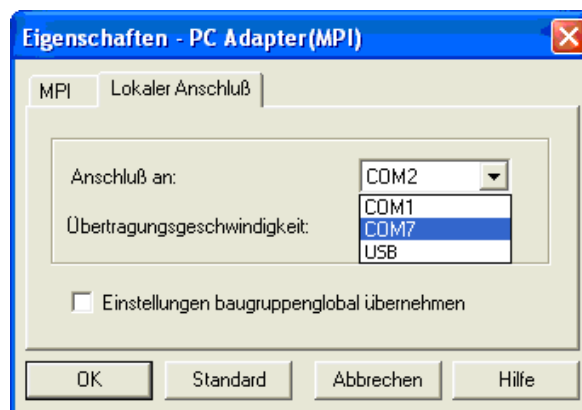 Eigenschaften - PC Adapter(MPI)
MPI
Lokaler Anschluß
Anschluß an:
COM2
COM1
COM7
USB
Übertragungsgeschwindigkeit:
Einstellungen baugruppenglobal übernehmen
OK
Standard
Abbrechen
Hilfe